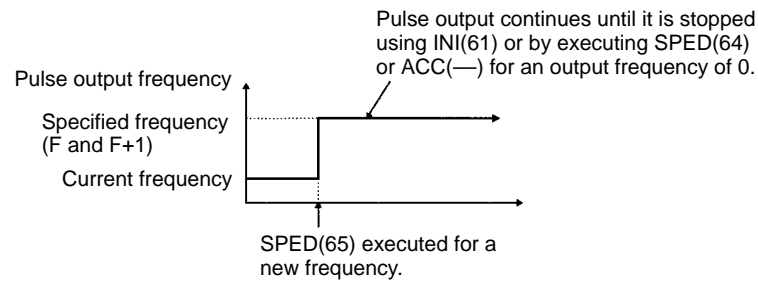 Pulse output continues until it is stopped
using INI(61) or by executing SPED(64)
or ACC(—) for an output frequency of 0.
Pulse output frequency
Specified frequency
(F and F+1)
Current frequency
SPED(65) executed for a
new frequency.